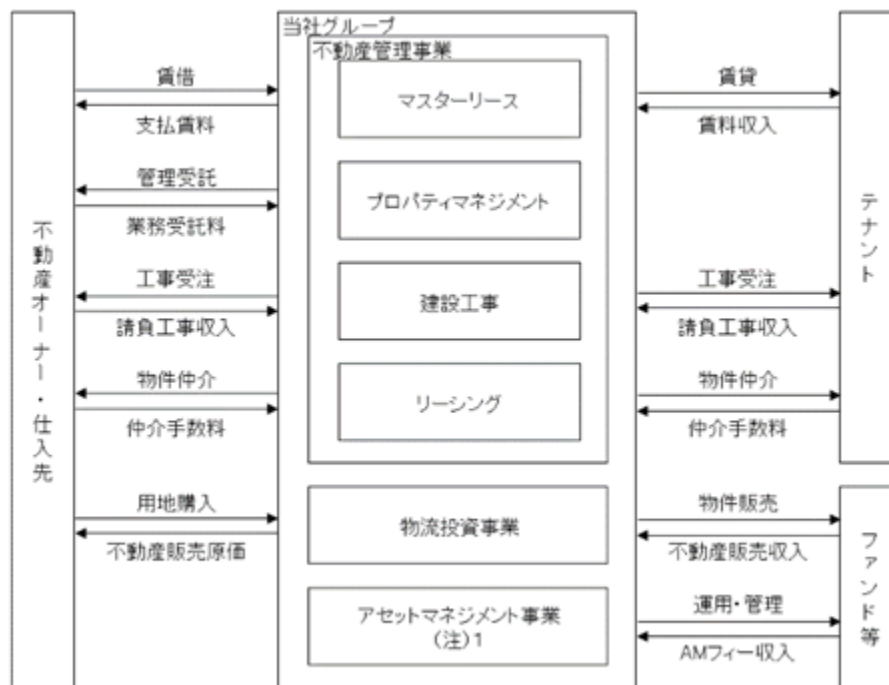 当社グループ
不動産管理事業
マスターリース
プロパティマネジメント
建設工事
リーシング
物流投資事業
アセットマネジメント事業
(注)1
不動産オーナー・仕入先
賃借
支払賃料
管理受託
業務受託料
工事受注
請負工事収入
物件仲介
仲介手数料
用地購入
不動産販売原価
賃貸
賃料収入
工事受注
請負工事収入
物件仲介
仲介手数料
物件販売
不動産販売収入
運用・管理
AMフィー収入
テナント
ファンド等